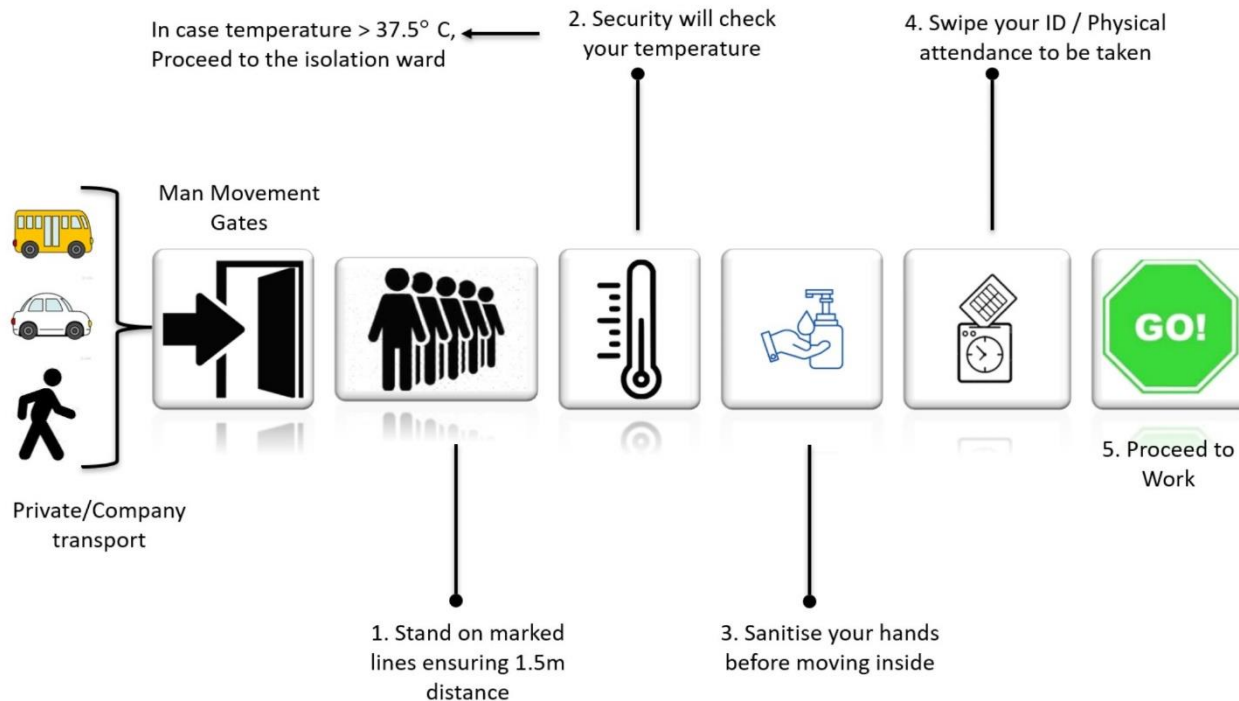 In case temperature > 37.5° C,
Proceed to the isolation ward
2. Security will check
your temperature
4. Swipe your ID / Physical
attendance to be taken
Man Movement
Gates
GO!
Private/Company
transport
5. Proceed to
Work
1. Stand on marked
lines ensuring 1.5m
distance
3. Sanitise your hands
before moving inside